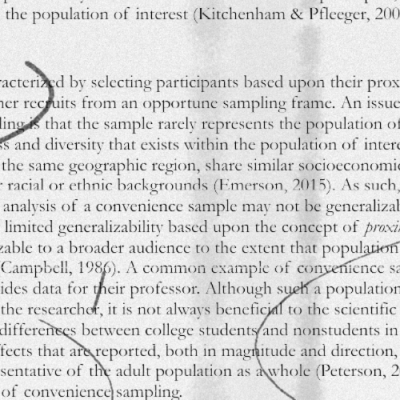 the population of interest (Kitchenham & Pfleeger, 200
racterized by selecting participants based upon their prox
her recruits from an opportune sampling frame. An issue
ling is that the sample rarely represents the population of
ss and diversity that exists within the population of intere
the same geographic region, share similar socioeconomic
r racial or ethnic backgrounds (Emerson, 2015). As such,
analysis of a convenience sample may not be generalizab
limited generalizability based upon the concept of proxi
zable to a broader audience to the extent that population
Campbell, 1986). A common example of convenience sa
ides data for their professor. Although such a population
the researcher, it is not always beneficial to the scientific
differences between college students and nonstudents in
ffects that are reported, both in magnitude and direction,
sentative of the adult population as a whole (Peterson, 2
of convenience sampling.